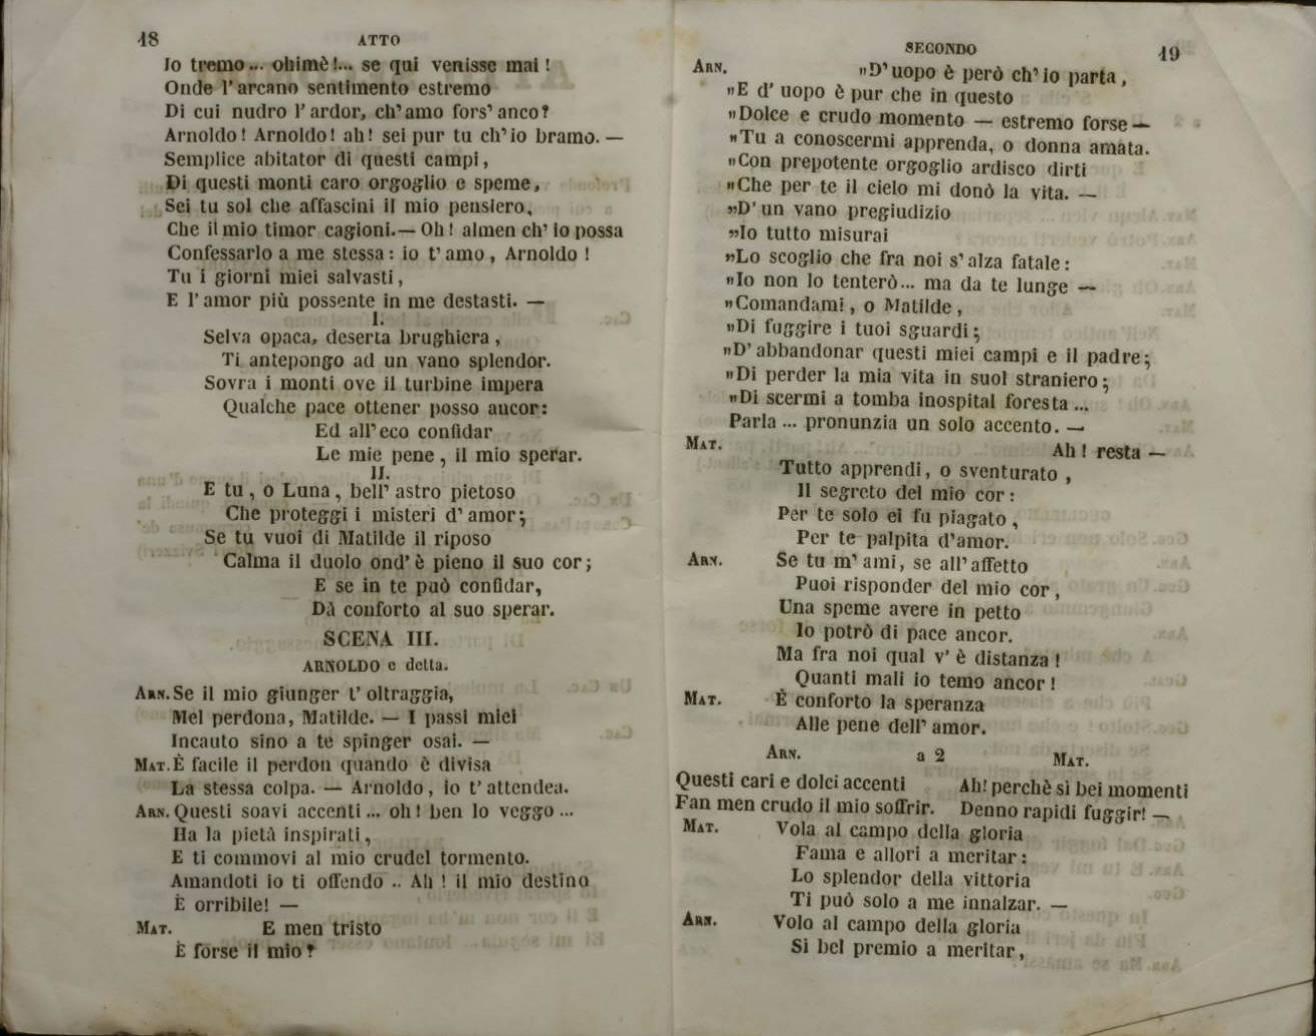 18
ATTO
Io tremo ... ohimè!... se qui venisse mai!
Onde l'arcano sentimento estremo
Di cui nudro l'ardor, ch'amo fors' anco?
Arnoldo! Arnoldo! ah! sei pur tu ch'io bramo. —
Semplice abitator di questi campi,
Di questi monti caro orgoglio e speme,
Sei tu sol che affascini il mio pensiero,
Che il mio timor cagioni. — Oh! almen ch'io possa
Confessarlo a me stessa: io t'amo, Arnoldo!
Tu i giorni miei salvasti,
E l'amor più possente in me destasti. —
I.
Selva opaca, deserta brughiera,
Ti antepongo ad un vano splendor.
Sovra i monti ove il turbine impera
Qualche pace ottener posso ancor:
Ed all'eco confidar
Le mie pene, il mio sperar.
II.
E tu, o Luna, bell' astro pietoso
Che proteggi i misteri d'amor;
Se tu vuoi di Matilde il riposo
Calma il duolo ond'è pieno il suo cor;
E se in te può confidar,
Dà conforto al suo sperar.
SCENA III.
ARNOLDO e detta.
ARN. Se il mio giunger t'oltraggia,
Mel perdona, Matilde. — I passi miei
Incauto sino a te spinger osai. —
MAT. È facile il perdon quando è divisa
La stessa colpa. — Arnoldo, io t'attendea.
ARN. Questi soavi accenti ... oh! ben lo veggo ...
Ha la pietà inspirati,
E ti commovi al mio crudel tormento.
Amandoti io ti offendo .. Ah! il mio destino
È orribile! —
MAT. E men tristo
È forse il mio?
SECONDO
19
ARN. "D'uopo è però ch'io parta,
"E d'uopo è pur che in questo
"Dolce e crudo momento — estremo forse —
"Tu a conoscermi apprenda, o donna amata.
"Con prepotente orgoglio ardisco dirti
"Che per te il cielo mi donò la vita. —
"D'un vano pregiudizio
"Io tutto misurai
"Lo scoglio che fra noi s'alza fatale:
"Io non lo tenterò... ma da te lunge —
"Comandami, o Matilde,
"Di fuggire i tuoi sguardi;
"D'abbandonar questi miei campi e il padre;
"Di perder la mia vita in suol straniero;
"Di scermi a tomba inospital foresta ...
Parla ... pronunzia un solo accento. —
MAT. Ah! resta —
Tutto apprendi, o sventurato,
Il segreto del mio cor:
Per te solo ei fu piagato,
Per te palpita d'amor.
ARN. Se tu m'ami, se all'affetto
Puoi risponder del mio cor,
Una speme avere in petto
Io potrò di pace ancor.
Ma fra noi qual v'è distanza!
Quanti mali io temo ancor!
MAT. È conforto la speranza
Alle pene dell'amor.
ARN. a 2 MAT.
Questi cari e dolci accenti Ah! perchè sì bei momenti
Fan men crudo il mio soffrir. Denno rapidi fuggir! —
MAT. Vola al campo della gloria
Fama e allori a meritar:
Lo splendor della vittoria
Ti può solo a me innalzar. —
ARN. Volo al campo della gloria
Sì bel premio a meritar,